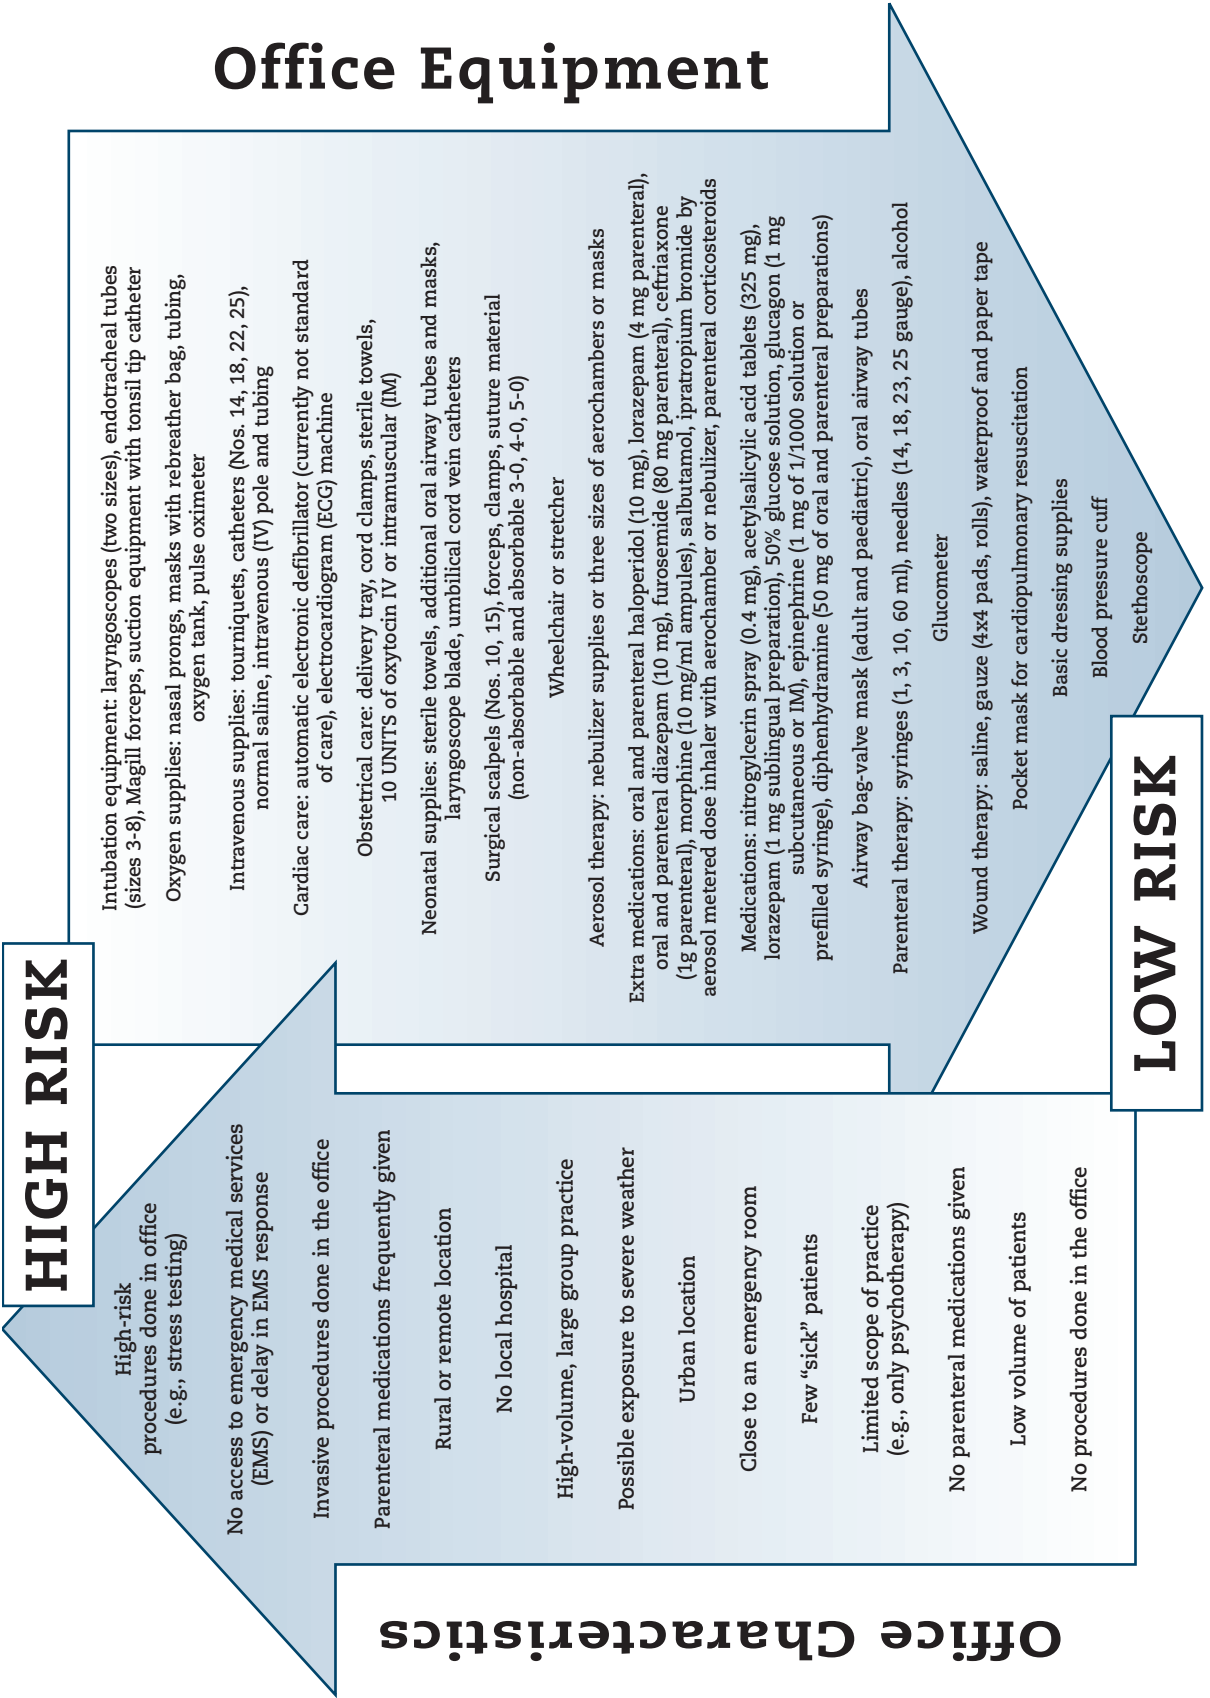 Office Equipment
HIGH RISK
Intubation equipment: laryngoscopes (two sizes), endotracheal tubes
(sizes 3-8), Magill forceps, suction equipment with tonsil tip catheter
Oxygen supplies: nasal prongs, masks with rebreather bag, tubing,
oxygen tank, pulse oximeter
Intravenous supplies: tourniquets, catheters (Nos. 14, 18, 22, 25),
normal saline, intravenous (IV) pole and tubing
Cardiac care: automatic electronic defibrillator (currently not standard
of care), electrocardiogram (ECG) machine
Obstetrical care: delivery tray, cord clamps, sterile towels,
10 UNITS of oxytocin IV or intramuscular (IM)
Neonatal supplies: sterile towels, additional oral airway tubes and masks,
laryngoscope blade, umbilical cord vein catheters
Surgical scalpels (Nos. 10, 15), forceps, clamps, suture material
(non-absorbable and absorbable 3-0, 4-0, 5-0)
Wheelchair or stretcher
Aerosol therapy: nebulizer supplies or three sizes of aerochambers or masks
Extra medications: oral and parenteral haloperidol (10 mg), lorazepam (4 mg parenteral),
oral and parenteral diazepam (10 mg), furosemide (80 mg parenteral), ceftriaxone
(1g parenteral), morphine (10 mg/ml ampules), salbutamol, ipratropium bromide by
aerosol metered dose inhaler with aerochamber or nebulizer, parenteral corticosteroids
Medications: nitrogylcerin spray (0.4 mg), acetylsalicylic acid tablets (325 mg),
lorazepam (1 mg sublingual preparation), 50% glucose solution, glucagon (1 mg
subcutaneous or IM), epinephrine (1 mg of 1/1000 solution or
prefilled syringe), diphenhydramine (50 mg of oral and parenteral preparations)
Airway bag-valve mask (adult and paediatric), oral airway tubes
Parenteral therapy: syringes (1, 3, 10, 60 ml), needles (14, 18, 23, 25 gauge), alcohol
Glucometer
Wound therapy: saline, gauze (4x4 pads, rolls), waterproof and paper tape
Pocket mask for cardiopulmonary resuscitation
Basic dressing supplies
Blood pressure cuff
Stethoscope
LOW RISK
High-risk
procedures done in office
(e.g., stress testing)
No access to emergency medical services
(EMS) or delay in EMS response
Invasive procedures done in the office
Parenteral medications frequently given
Rural or remote location
No local hospital
High-volume, large group practice
Possible exposure to severe weather
Urban location
Close to an emergency room
Few “sick” patients
Limited scope of practice
(e.g., only psychotherapy)
No parenteral medications given
Low volume of patients
No procedures done in the office
Office Characteristics